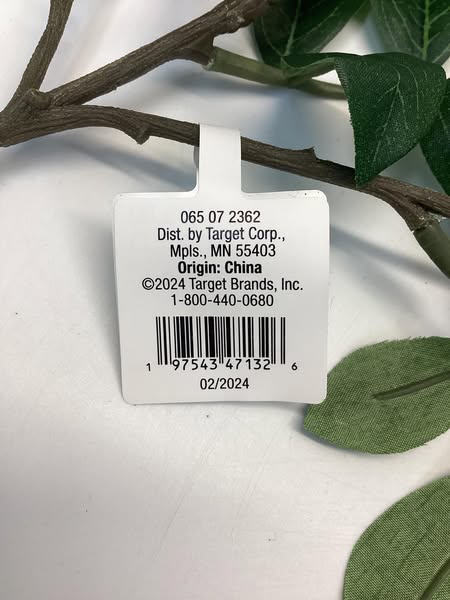 065 07 2362
Dist. by Target Corp.,
Mpls., MN 55403
Origin: China
©2024 Target Brands, Inc.
1-800-440-0680
1 97543 47132 6
02/2024